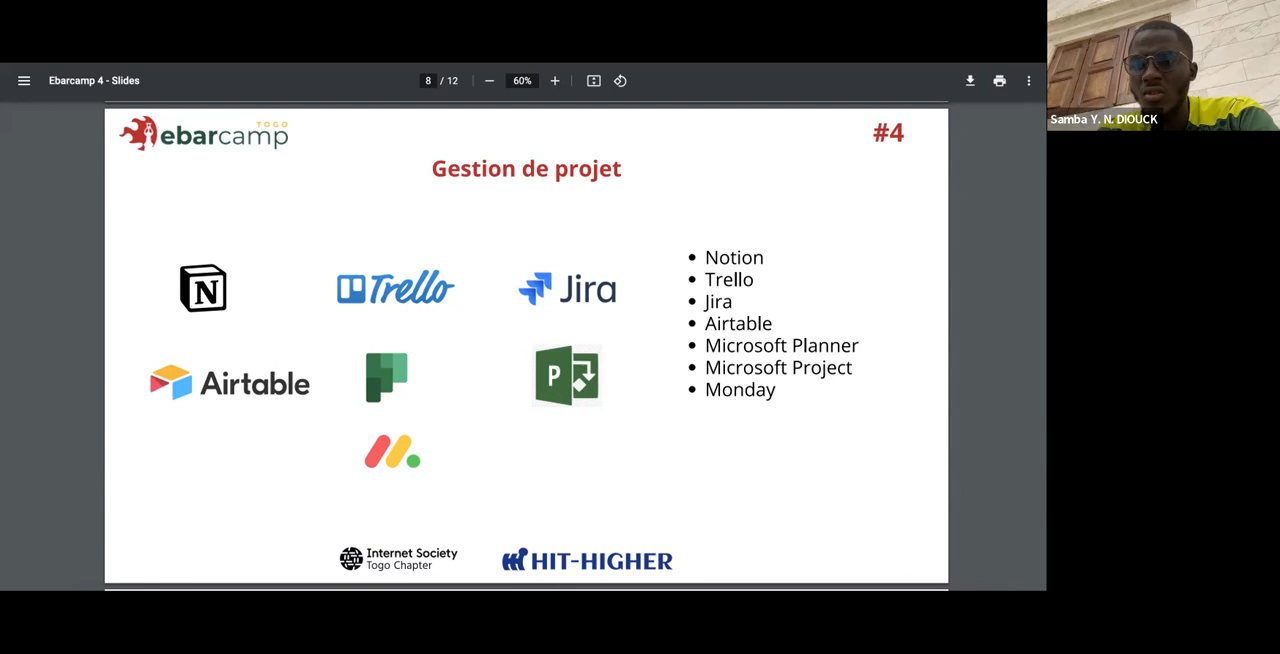 Ebarcamp 4 - Slides
8 / 12
60%
Samba Y. N. DIOUCK
TOGO
ebarcamp
#4
Gestion de projet
N
Trello
Jira
Airtable
P
• Notion
• Trello
• Jira
• Airtable
• Microsoft Planner
• Microsoft Project
• Monday
Internet Society
Togo Chapter
HIT-HIGHER